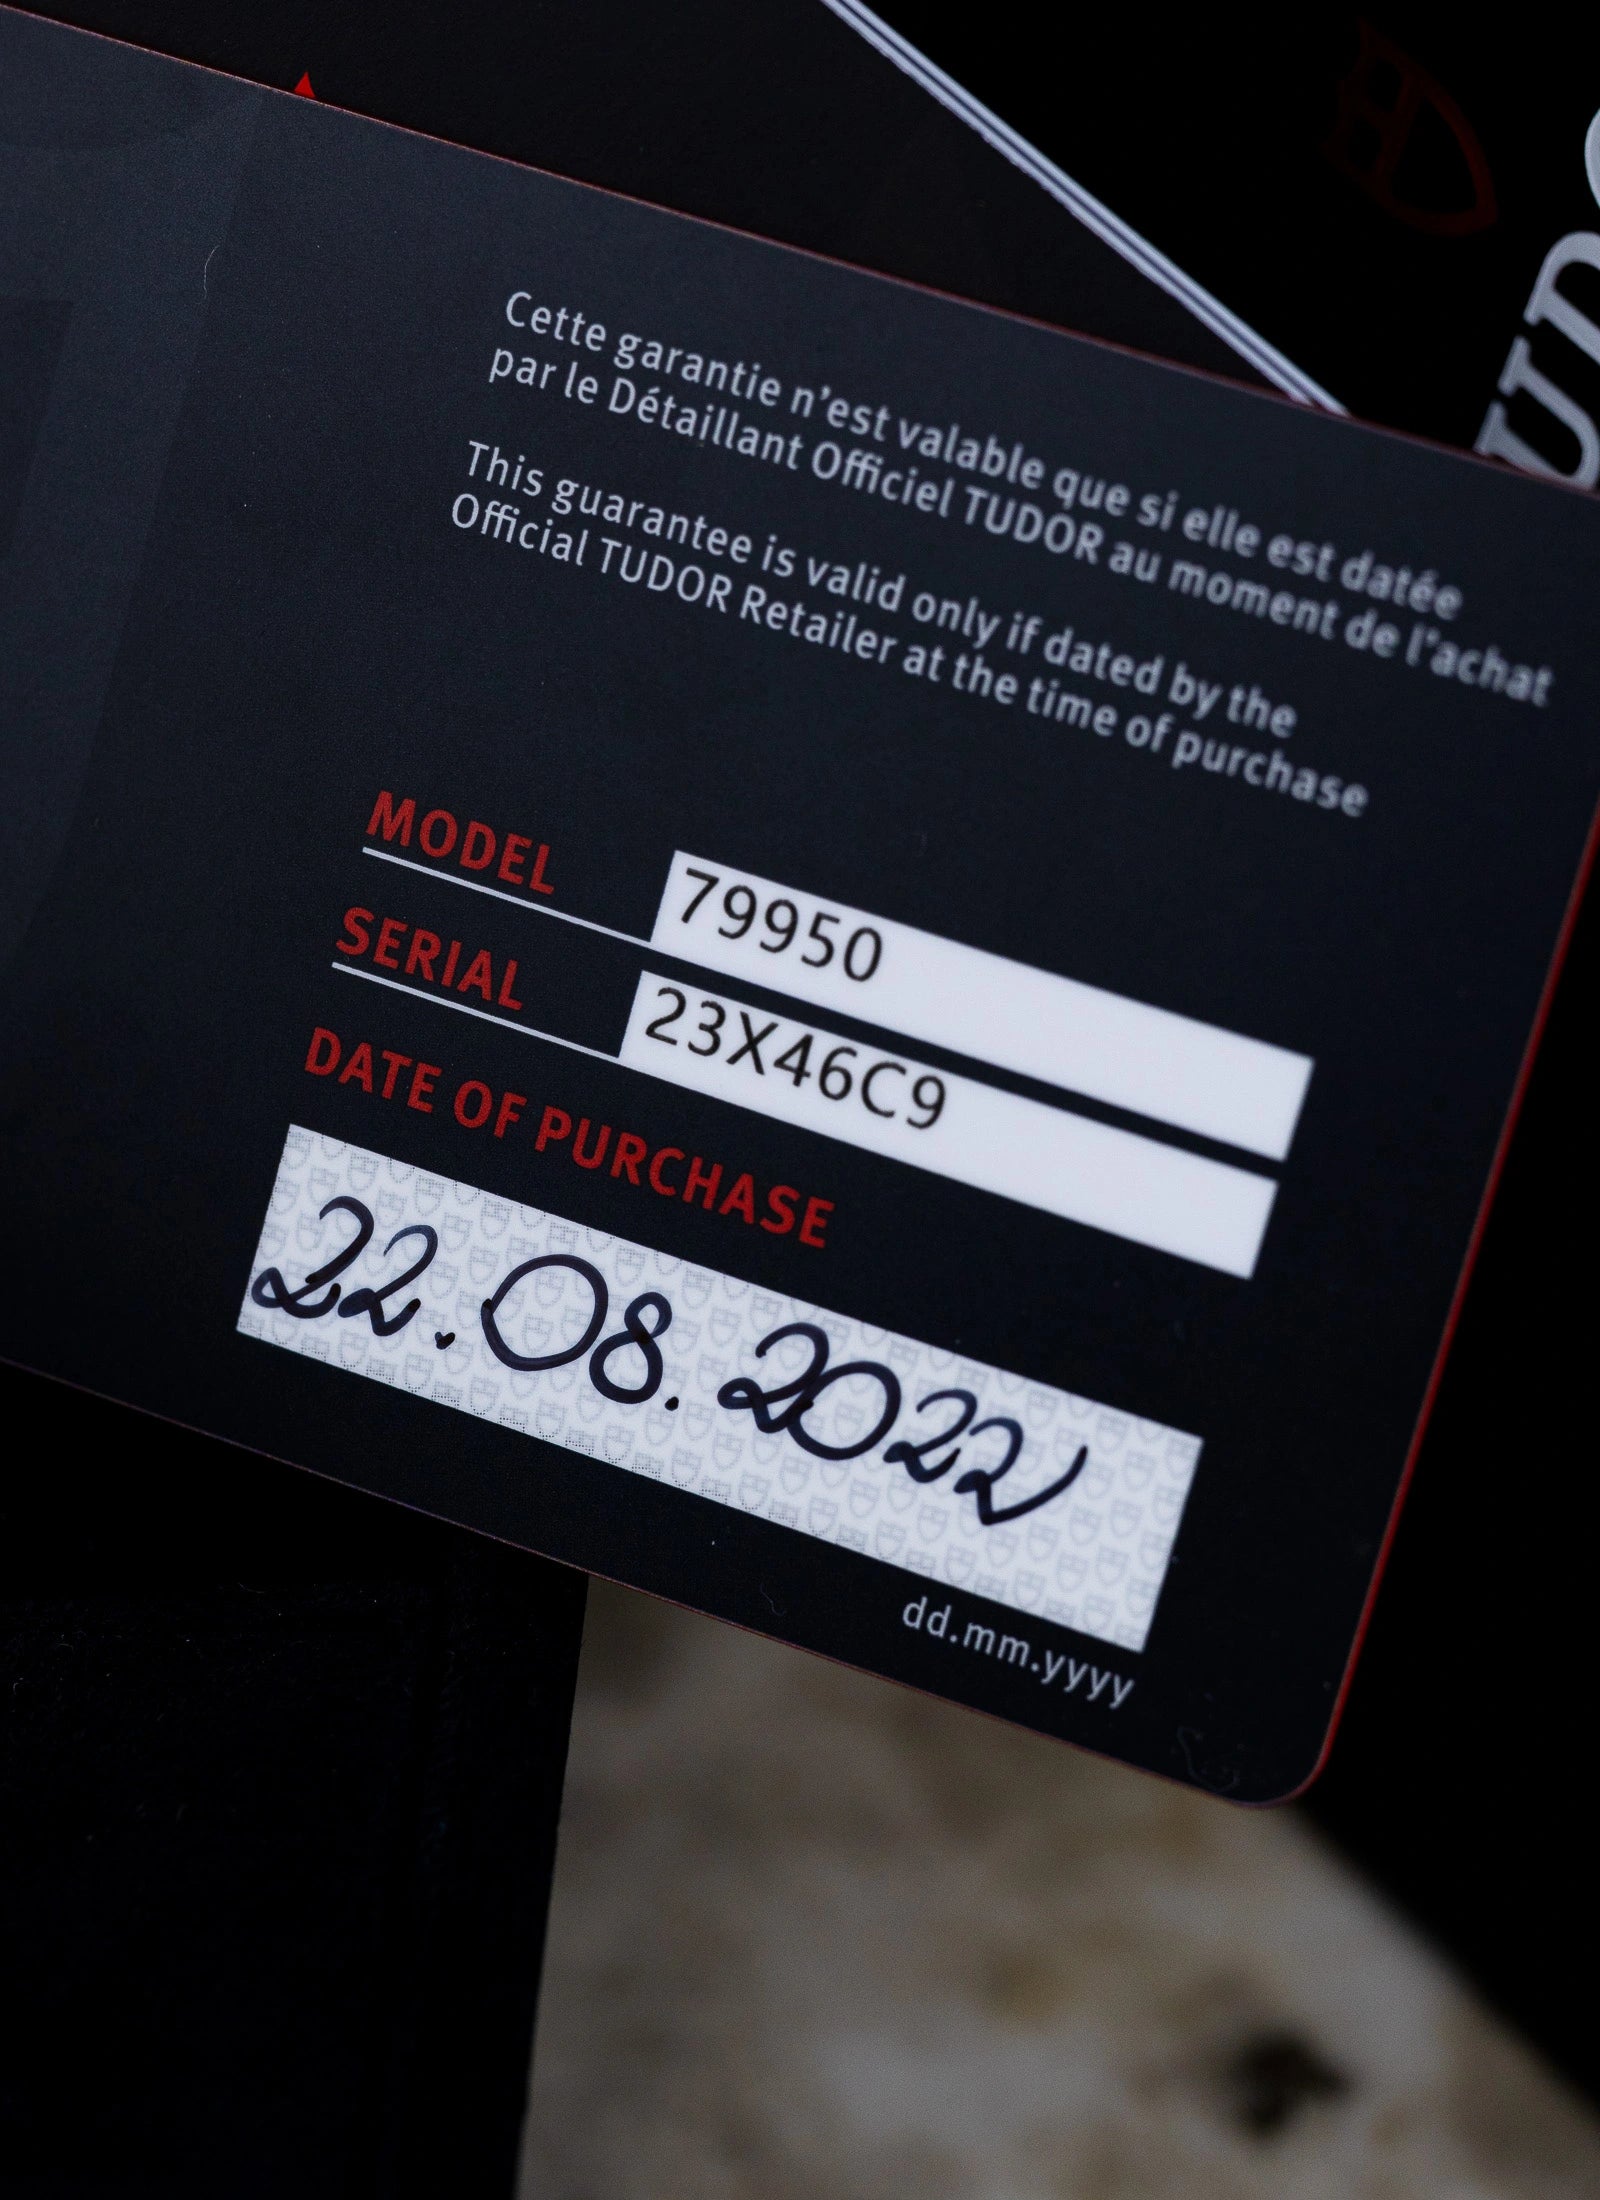 Cette garantie n'est valable que si elle est datée
par le Détaillant Officiel TUDOR au moment de l'achat
This guarantee is valid only if dated by the
Official TUDOR Retailer at the time of purchase
MODEL 79950
SERIAL 23X46C9
DATE OF PURCHASE
22.08.2022
dd.mm.yyyy